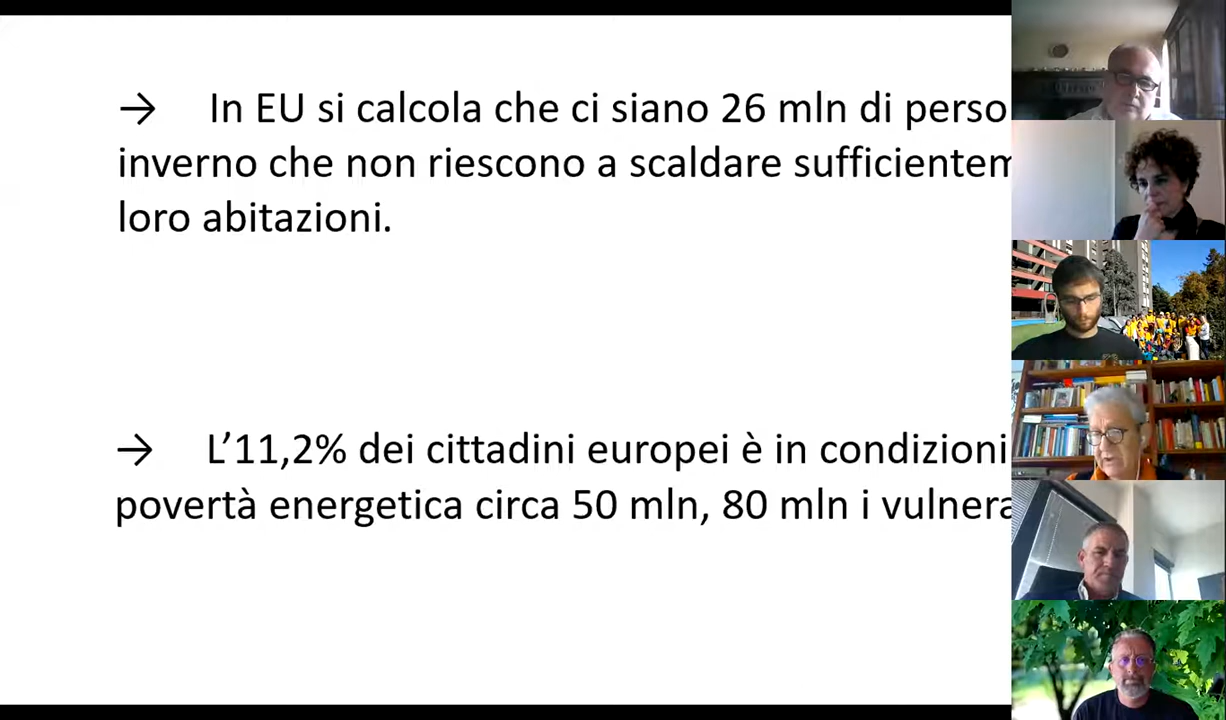 → In EU si calcola che ci siano 26 mln di perso
inverno che non riescono a scaldare sufficientem
loro abitazioni.
→ L’11,2% dei cittadini europei è in condizioni
povertà energetica circa 50 mln, 80 mln i vulnera